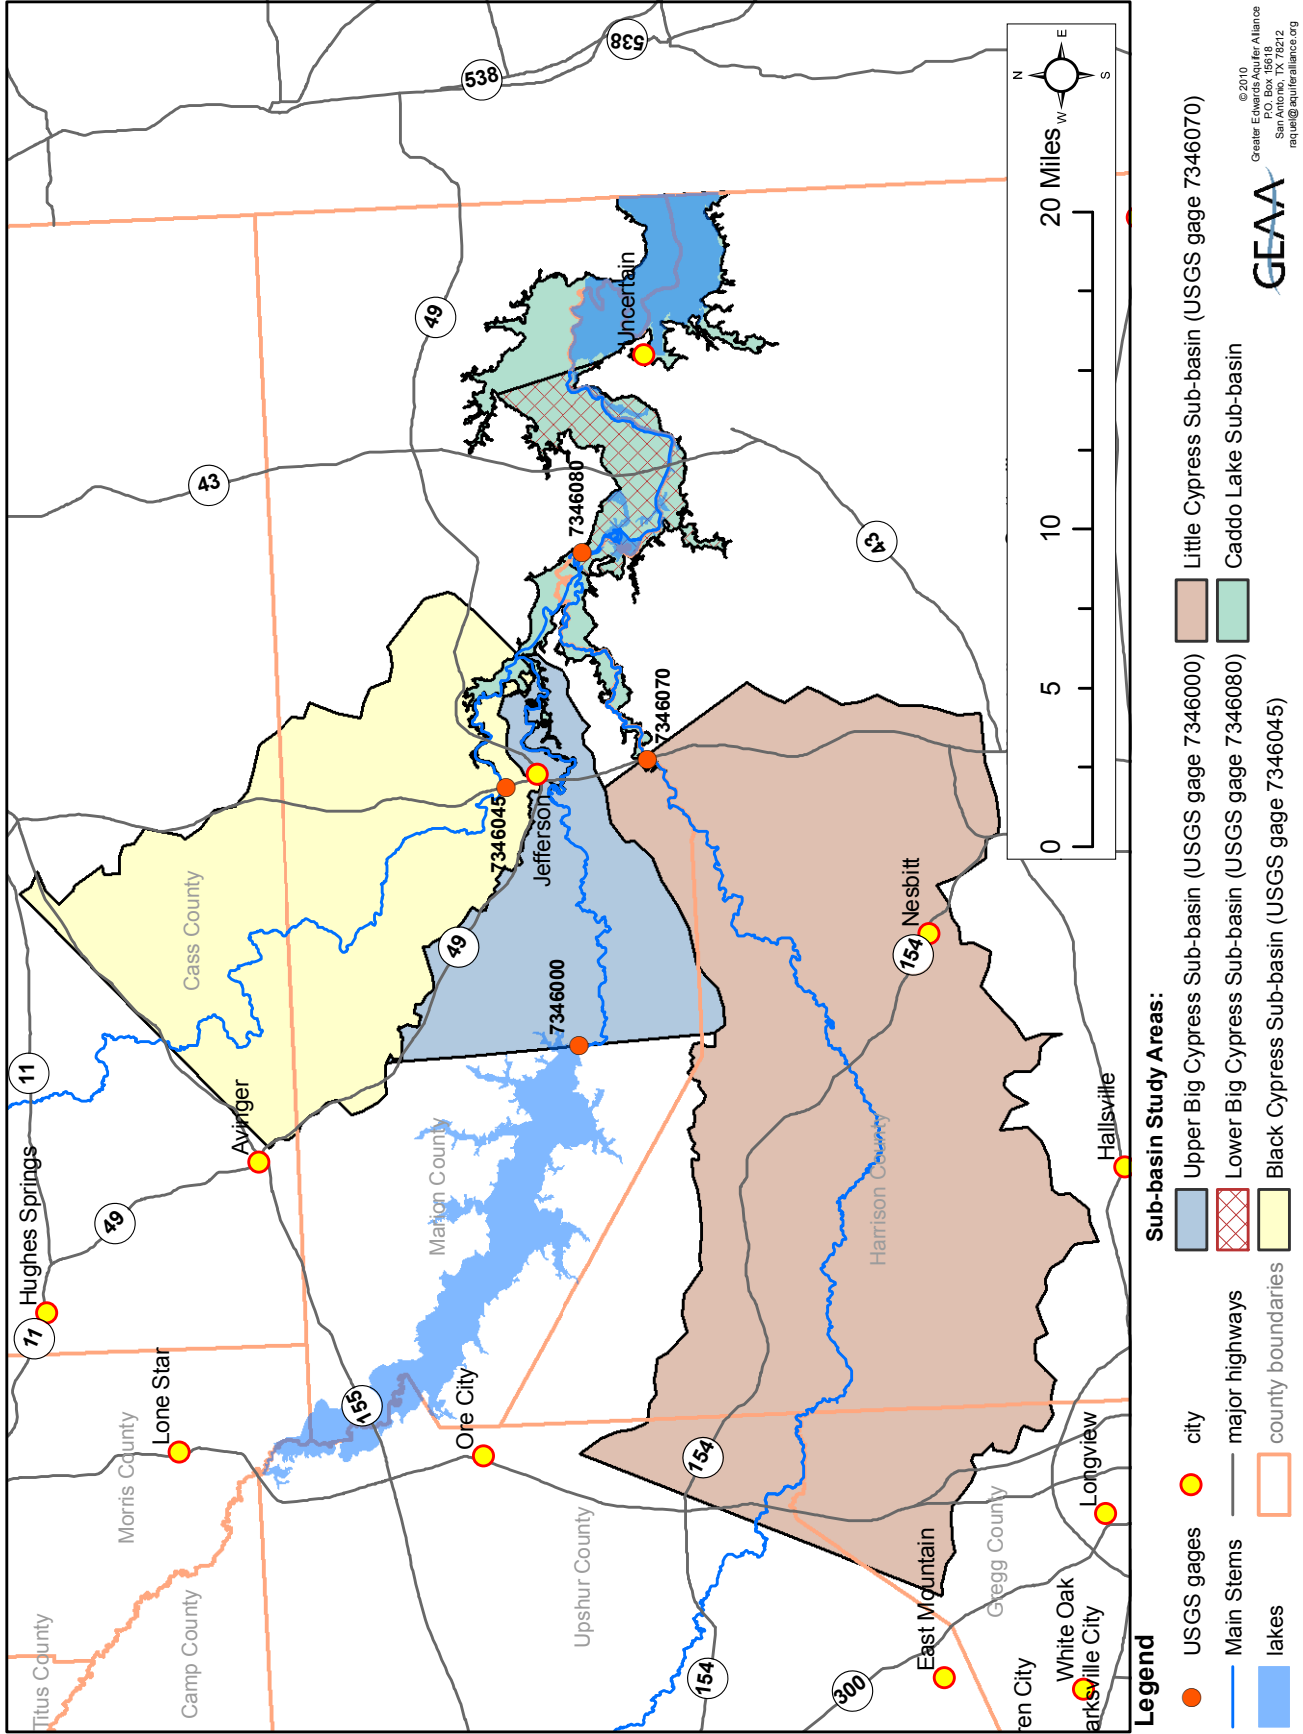 Titus County
Morris County
Camp County
Upshur County
Gregg County
Harrison County
Marion County
Cass County
Hughes Springs
Lone Star
Avinger
Ore City
Jefferson
Uncertain
Nesbitt
Hallsville
Longview
East Mountain
White Oak
arksville City
ren City
11
11
49
49
49
43
43
538
538
155
154
154
154
300
7346000
7346045
7346070
7346080
N
W
E
S
0
5
10
20 Miles
Legend
USGS gages
city
Main Stems
major highways
lakes
county boundaries
Sub-basin Study Areas:
Upper Big Cypress Sub-basin (USGS gage 7346000)
Lower Big Cypress Sub-basin (USGS gage 7346080)
Black Cypress Sub-basin (USGS gage 7346045)
Little Cypress Sub-basin (USGS gage 7346070)
Caddo Lake Sub-basin
GEAA
©2010
Greater Edwards Aquifer Alliance
P.O. Box 15618
San Antonio, TX 78212
raquel@aquiferalliance.org